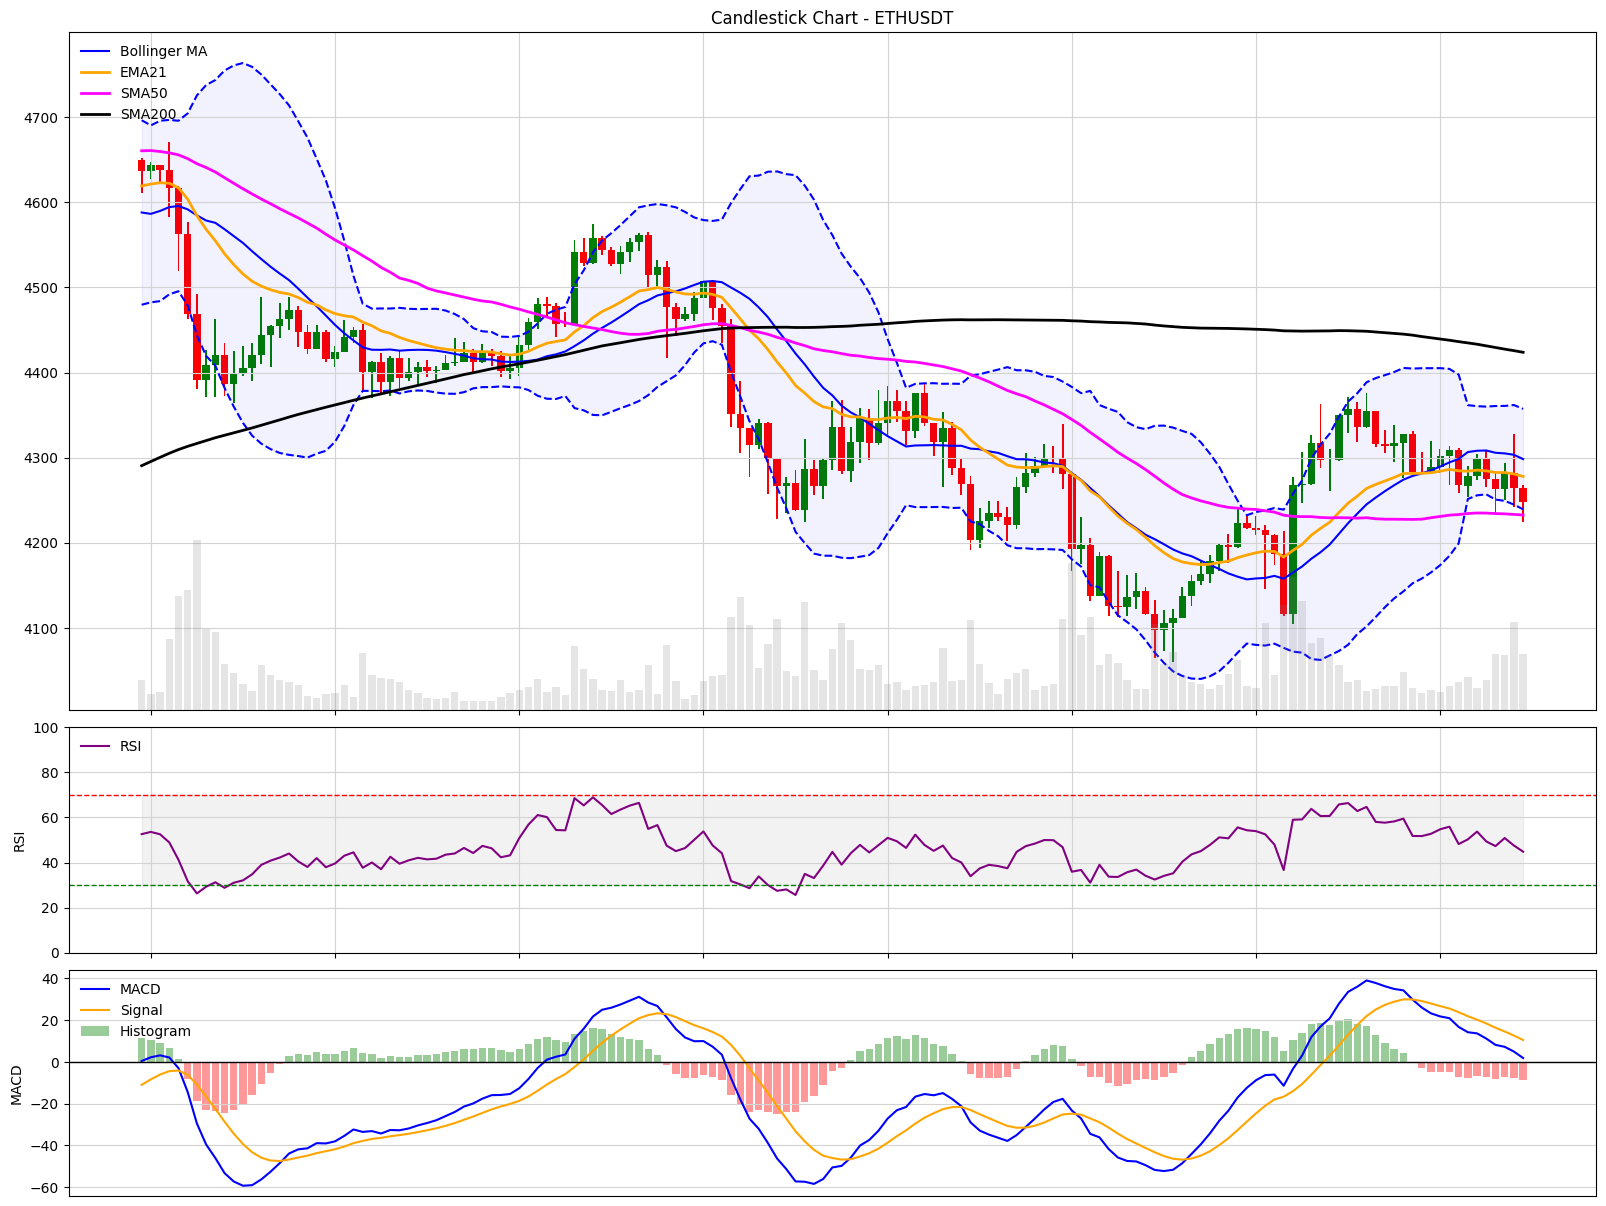 Candlestick Chart - ETHUSDT
Bollinger MA
EMA21
SMA50
SMA200
4700
4600
4500
4400
4300
4200
4100
RSI
100
80
60
40
20
0
RSI
MACD
Signal
Histogram
40
20
0
−20
−40
−60
MACD